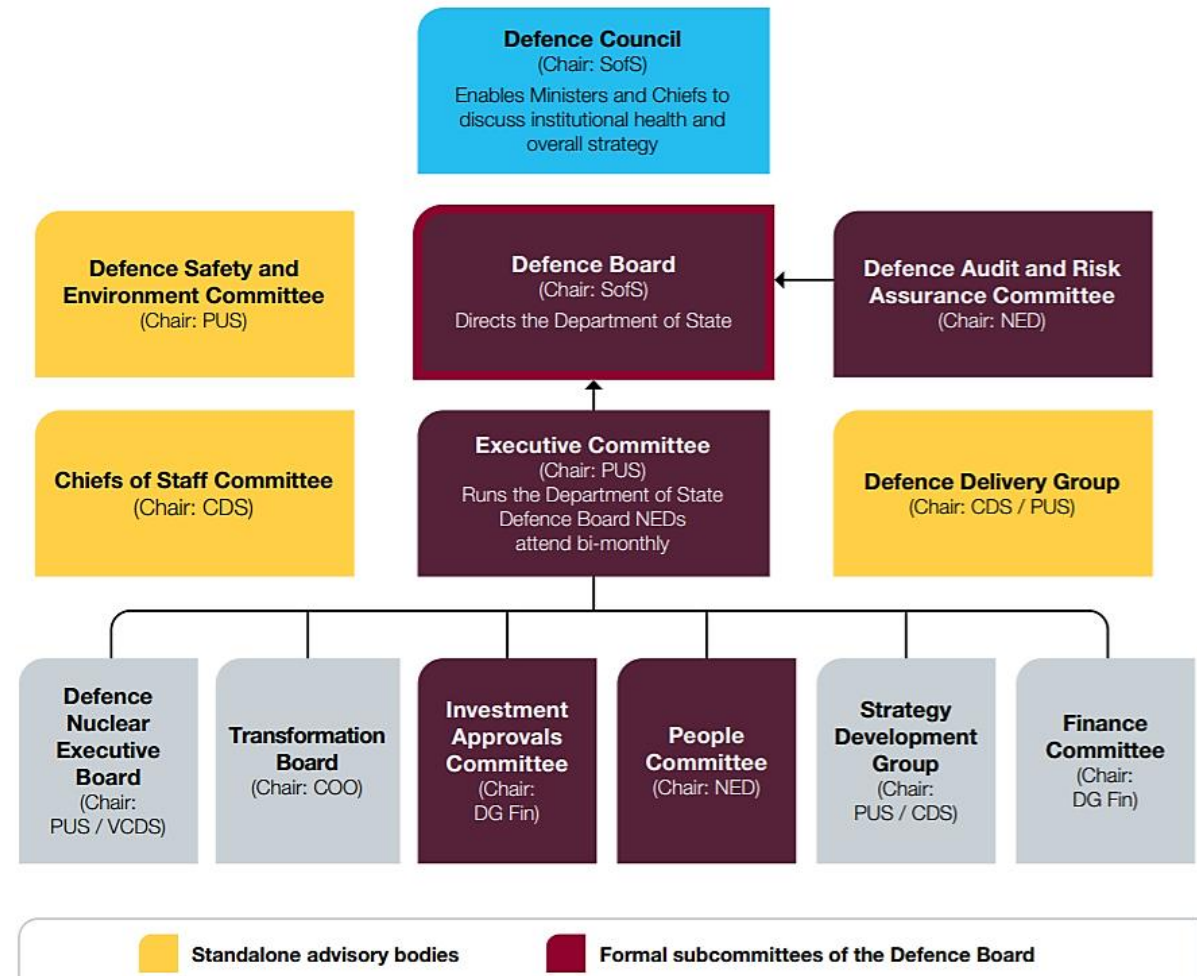 Defence Council
(Chair: SofS)
Enables Ministers and Chiefs to
discuss institutional health and
overall strategy
Defence Safety and
Environment Committee
(Chair: PUS)
Defence Board
(Chair: SofS)
Directs the Department of State
Defence Audit and Risk
Assurance Committee
(Chair: NED)
Chiefs of Staff Committee
(Chair: CDS)
Executive Committee
(Chair: PUS)
Runs the Department of State
Defence Board NEDs
attend bi-monthly
Defence Delivery Group
(Chair: CDS / PUS)
Defence
Nuclear
Executive
Board
(Chair:
PUS / VCDS)
Transformation
Board
(Chair: COO)
Investment
Approvals
Committee
(Chair:
DG Fin)
People
Committee
(Chair: NED)
Strategy
Development
Group
(Chair:
PUS / CDS)
Finance
Committee
(Chair:
DG Fin)
Standalone advisory bodies
Formal subcommittees of the Defence Board